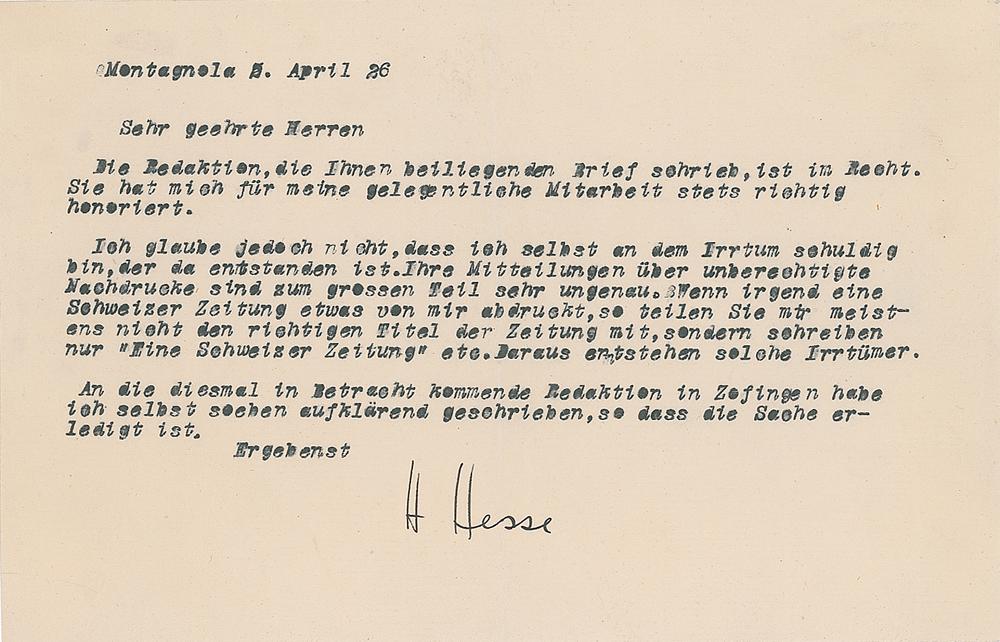 Montagnola 5. April 26
Sehr geehrte Herren
Die Redaktion,die Ihnen beiliegenden Brief schrieb,ist im Recht.
Sie hat mich für meine gelegentliche Mitarbeit stets richtig
honoriert.
Ich glaube jedoch nicht,dass ich selbst an dem Irrtum schuldig
bin,der da entstanden ist.Ihre Mitteilungen über unberechtigte
Nachdrucke sind zum grossen Teil sehr ungenau. Wenn irgend eine
Schweizer Zeitung etwas von mir abdruckt,so teilen Sie mir meist-
ens nicht den richtigen Titel der Zeitung mit,sondern schreiben
nur "Eine Schweizer Zeitung" etc.Daraus entstehen solche Irrtümer.
An die diesmal in Betracht kommende Redaktion in Zofingen habe
ich selbst soeben aufklärend geschrieben,so dass die Sache er-
ledigt ist.
Ergebenst
H Hesse